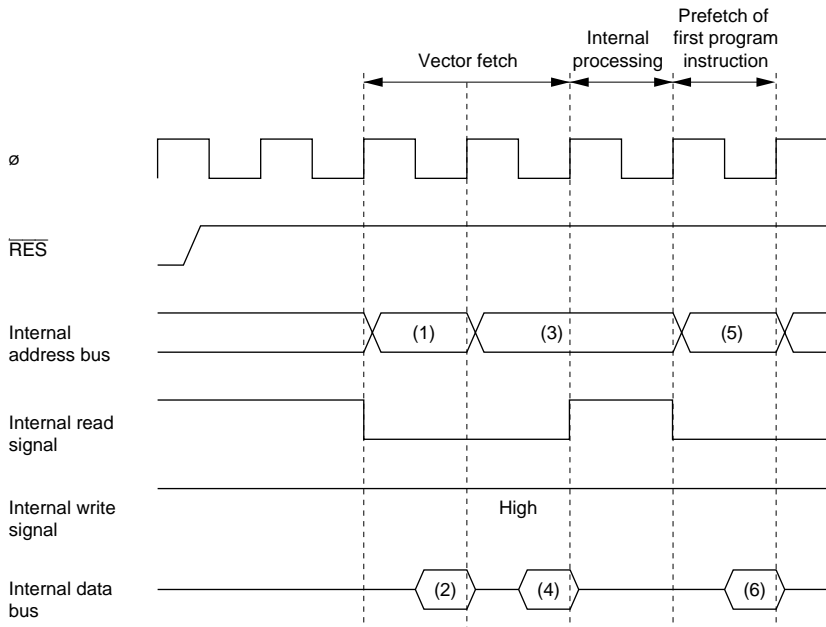 Prefetch of
first program
instruction
Internal
processing
Vector fetch
ø
RES
Internal
address bus
(1)
(3)
(5)
Internal read
signal
Internal write
signal
High
Internal data
bus
(2)
(4)
(6)